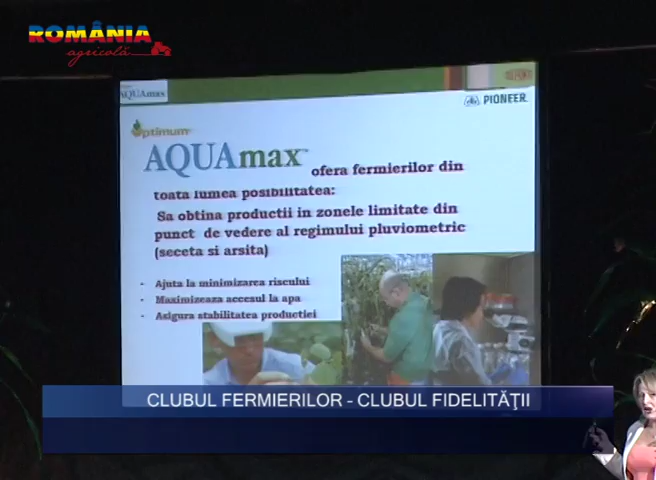 ROMÂNIA
agricolă
AQUAmax
DUPONT
PIONEER
optimum
AQUAmax™
ofera fermierilor din
toata lumea posibilitatea:
Sa obtina productii in zonele limitate din
punct de vedere al regimului pluviometric
(seceta si arsita)
- Ajuta la minimizarea riscului
- Maximizeaza accesul la apa
- Asigura stabilitatea productiei
CLUBUL FERMIERILOR - CLUBUL FIDELITĂŢII